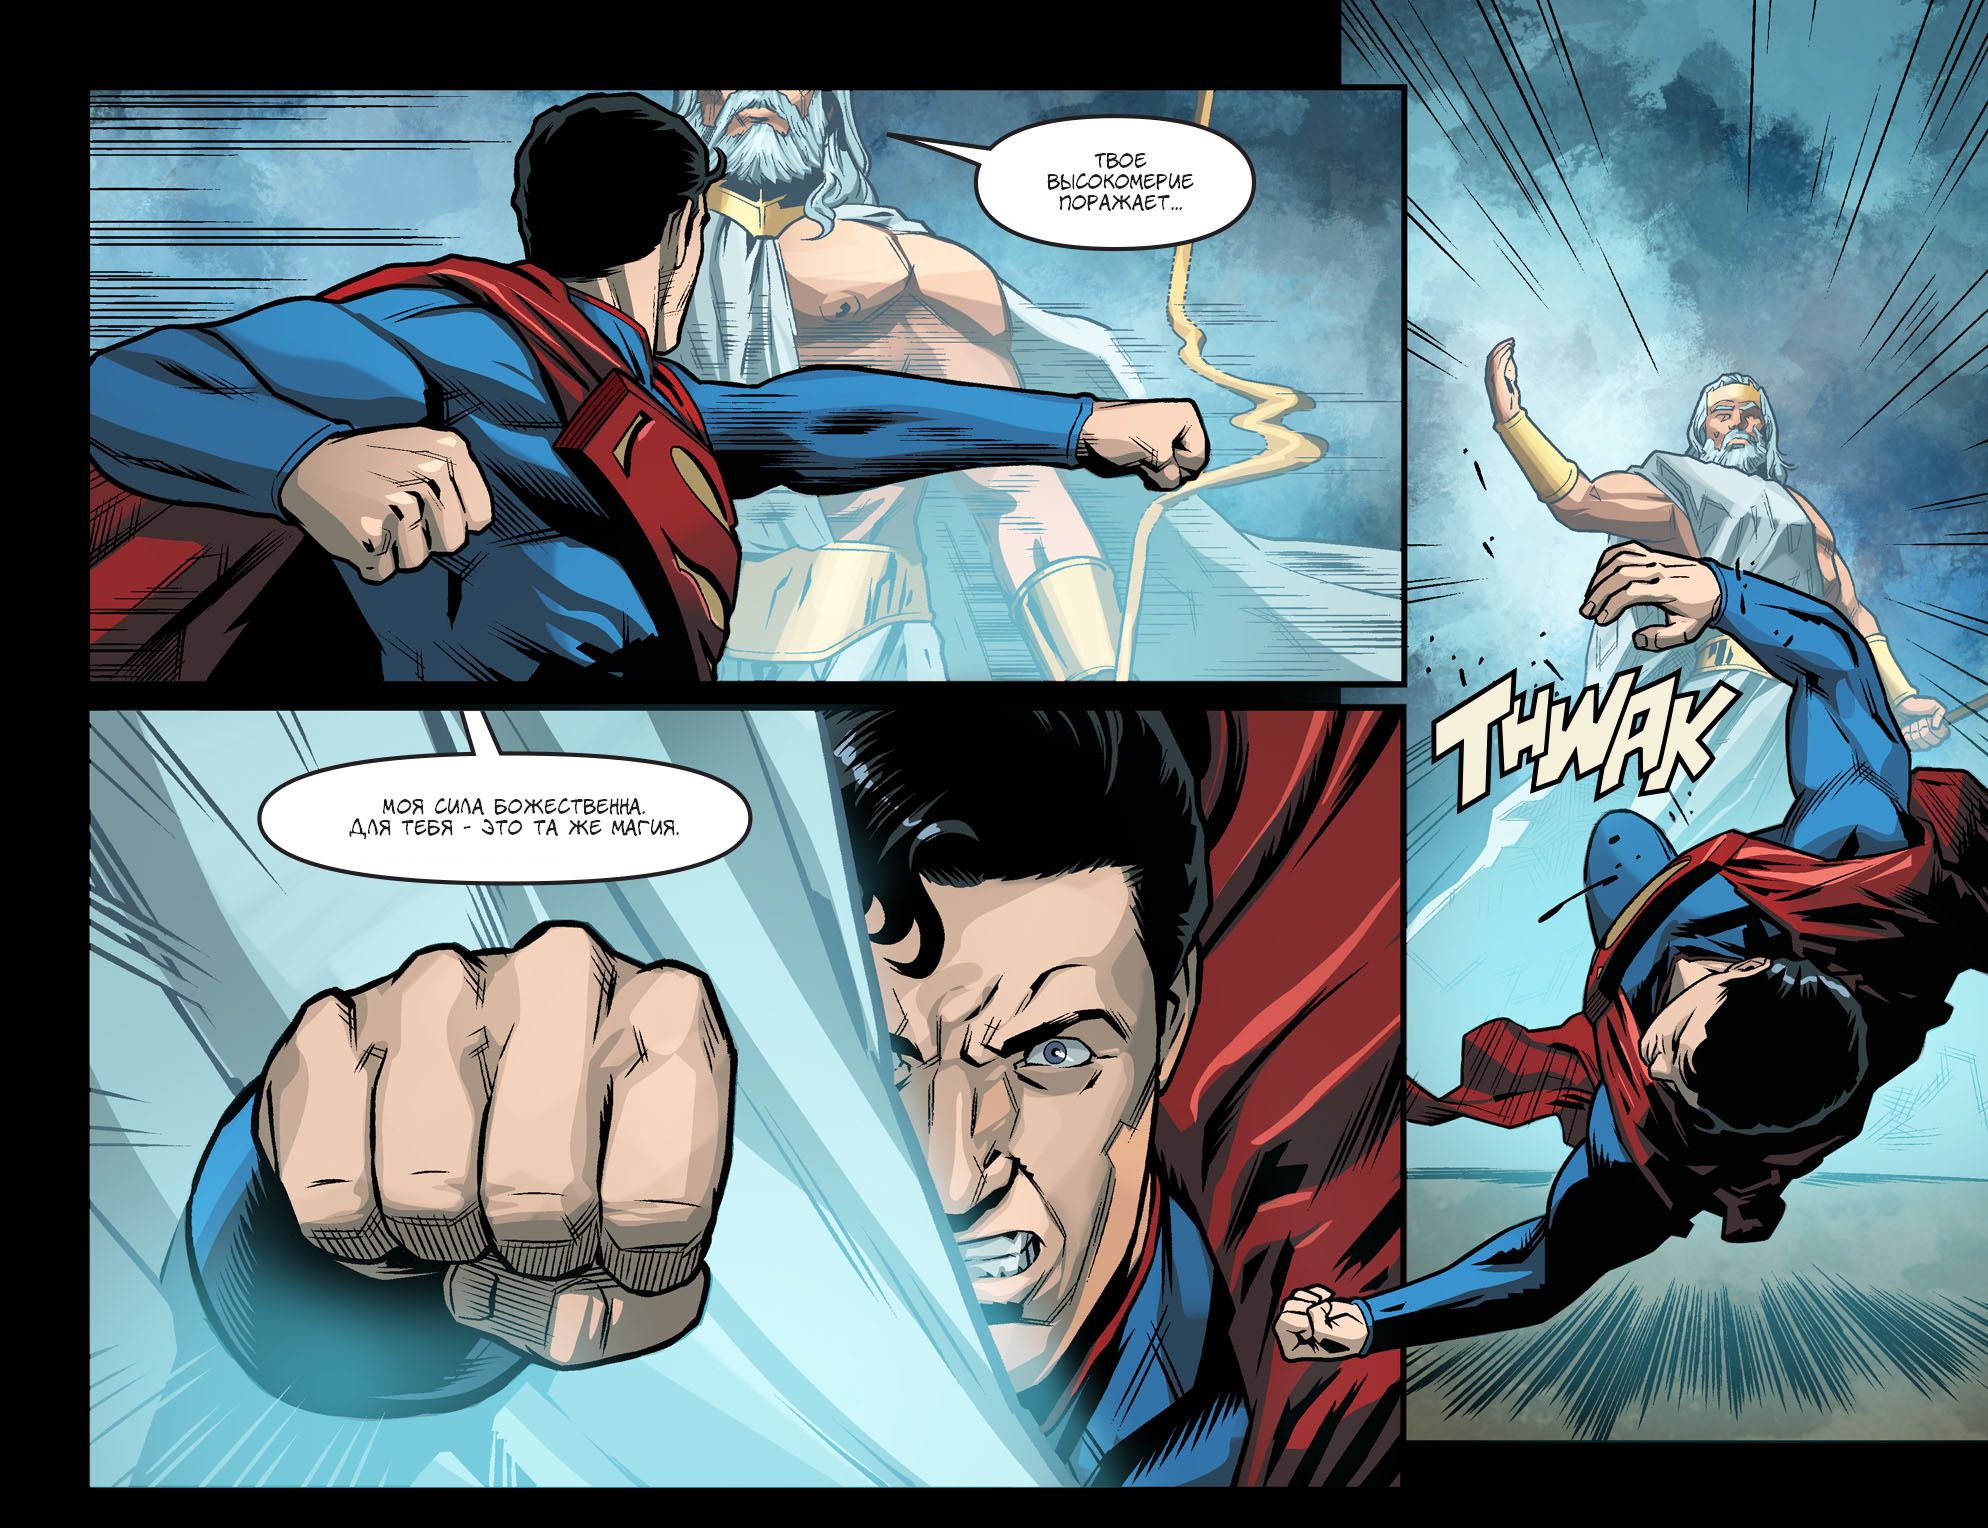 ТВОЕ
ВЫСОКОМЕРИЕ
ПОРАЖАЕТ...
МОЯ СИЛА БОЖЕСТВЕННА.
ДЛЯ ТЕБЯ - ЭТО ТА ЖЕ МАГИЯ.
THWAK